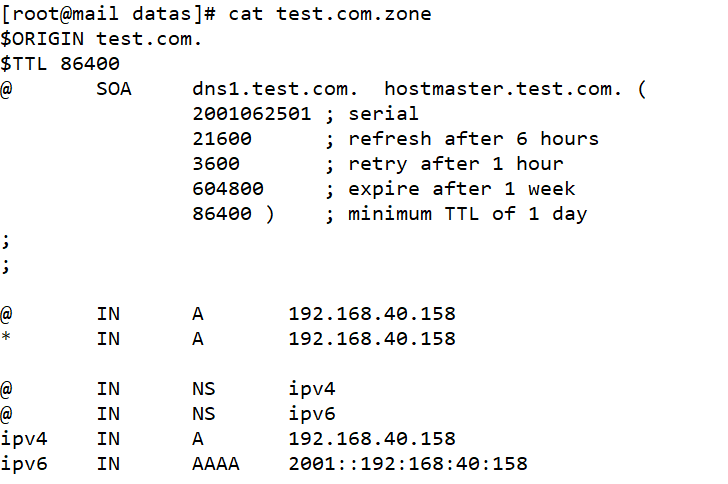 [root@mail datas]# cat test.com.zone
$ORIGIN test.com.
$TTL 86400
@       SOA     dns1.test.com.  hostmaster.test.com. (
                2001062501 ; serial
                21600      ; refresh after 6 hours
                3600       ; retry after 1 hour
                604800     ; expire after 1 week
                86400 )    ; minimum TTL of 1 day
;
;
@       IN      A       192.168.40.158
*       IN      A       192.168.40.158
@       IN      NS      ipv4
@       IN      NS      ipv6
ipv4    IN      A       192.168.40.158
ipv6    IN      AAAA    2001::192:168:40:158